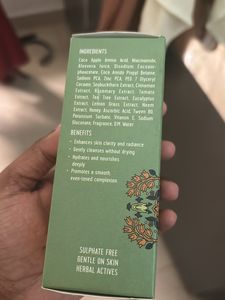 INGREDIENTS
Coco Apple Amino Acid, Niacinamide,
Aloevera Juice, Disodium Cocoam-
phoacetate, Coco Amido Propyl Betaine,
Sodium PCA, Zinc PCA, PEG 7 Glyceryl
Cocoate, Seabuckthorn Extract, Cinnamon
Extract, Rosemary Extract, Tomato
Extract, Tea Tree Extract, Eucalyptus
Extract, Lemon Grass Extract, Neem
Extract, Honey, Ascorbic Acid, Tween 80,
Potassium Sorbate, Vitamin E, Sodium
Gluconate, Fragrance, D.M. Water
BENEFITS
• Enhances skin clarity and radiance
• Gently cleanses without drying
• Hydrates and nourishes
deeply
• Promotes a smooth
even-toned complexion
SULPHATE FREE
GENTLE ON SKIN
HERBAL ACTIVES